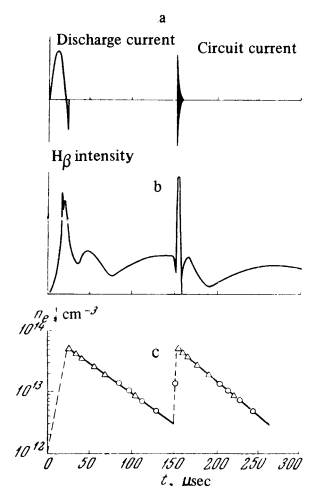 a
Discharge current
Circuit current
Hβ intensity
b
nₑ, cm⁻³
10¹⁴
c
10¹³
10¹²
0 50 100 150 200 250 300
t, μsec